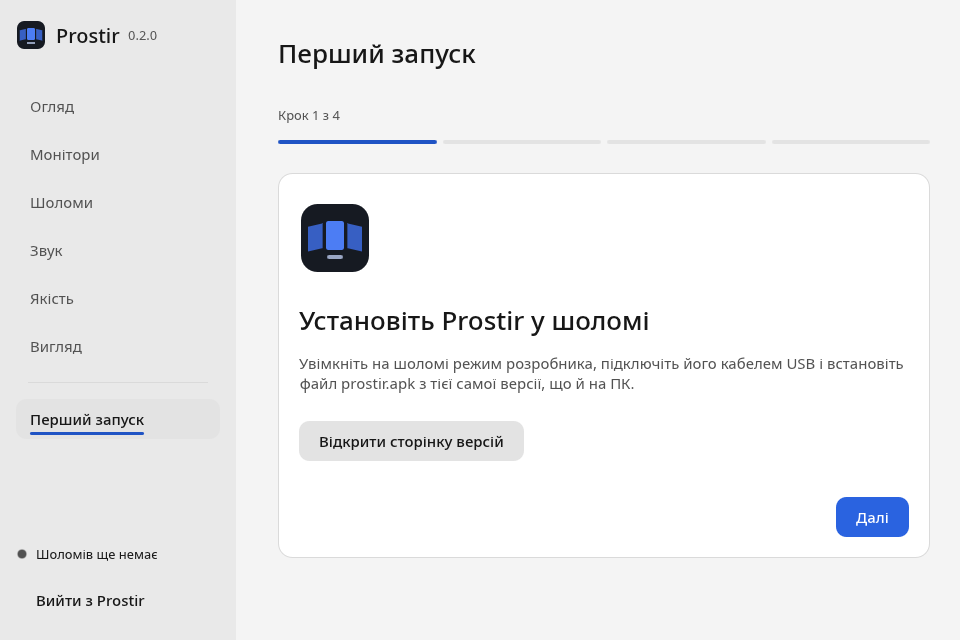 Prostir 0.2.0
Огляд
Монітори
Шоломи
Звук
Якість
Вигляд
Перший запуск
Шоломів ще немає
Вийти з Prostir
Перший запуск
Крок 1 з 4
Установіть Prostir у шоломі
Увімкніть на шоломі режим розробника, підключіть його кабелем USB і встановіть
файл prostir.apk з тієї самої версії, що й на ПК.
Відкрити сторінку версій
Далі